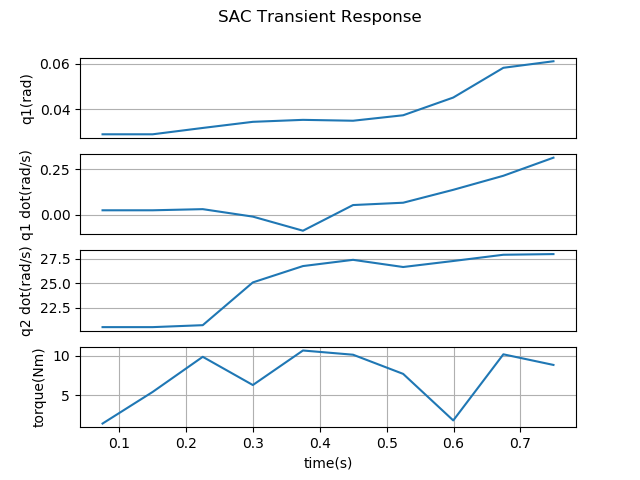 SAC Transient Response
q1(rad)
0.06
0.04
q1 dot(rad/s)
0.25
0.00
q2 dot(rad/s)
27.5
25.0
22.5
torque(Nm)
10
5
0.1 0.2 0.3 0.4 0.5 0.6 0.7
time(s)